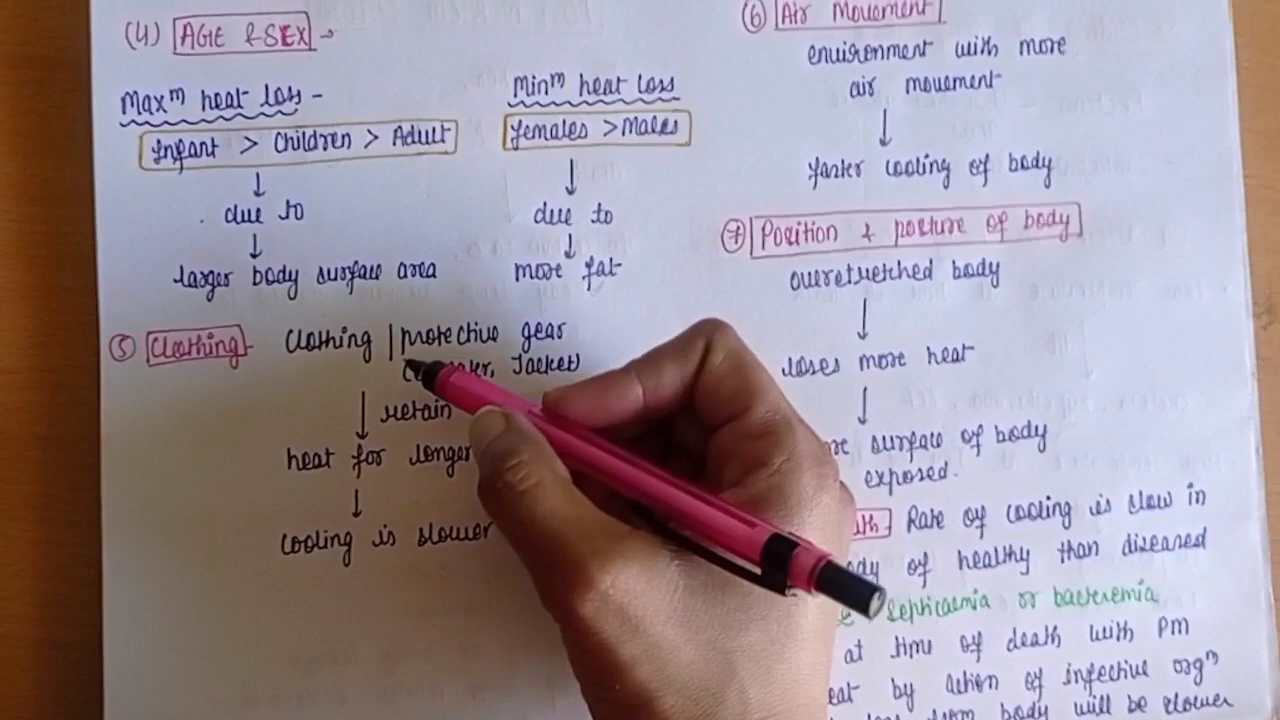 (4) AGE & SEX →
Max^m heat loss -
Infant > Children > Adult
↓
due to
↓
larger body surface area
Min^m heat loss
females > Males
↓
due to
↓
more fat
⑤ Clothing - Clothing | protective gear
Jacket)
↓ retain
heat for longer
↓
cooling is slower
⑥ Air Movement
environment with more
air movement
↓
faster cooling of body
⑦ Position & posture of body
overstretched body
↓
loses more heat
↓
surface of body
exposed.
Rate of cooling is slow in
of healthy than diseased
septicaemia or bacteremia
at time of death with PM
by action of infective org^m
from body will be slower